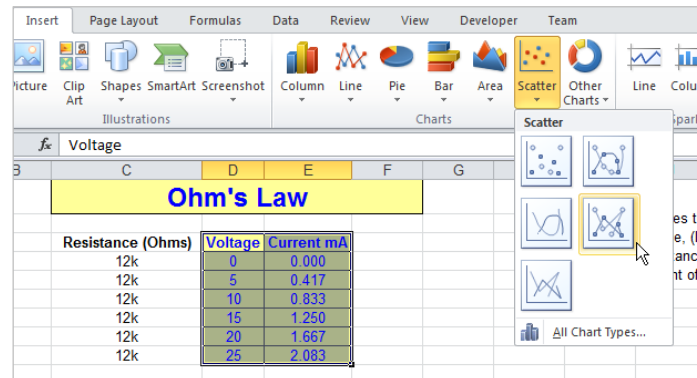 Insert Page Layout Formulas Data Review View Developer Team
Picture Clip Art Shapes SmartArt Screenshot Column Line Pie Bar Area Scatter Other Charts Line
Illustrations Charts
Scatter
fx Voltage
C D E F G
Ohm's Law
Resistance (Ohms) Voltage Current mA
12k 0 0.000
12k 5 0.417
12k 10 0.833
12k 15 1.250
12k 20 1.667
12k 25 2.083
All Chart Types...